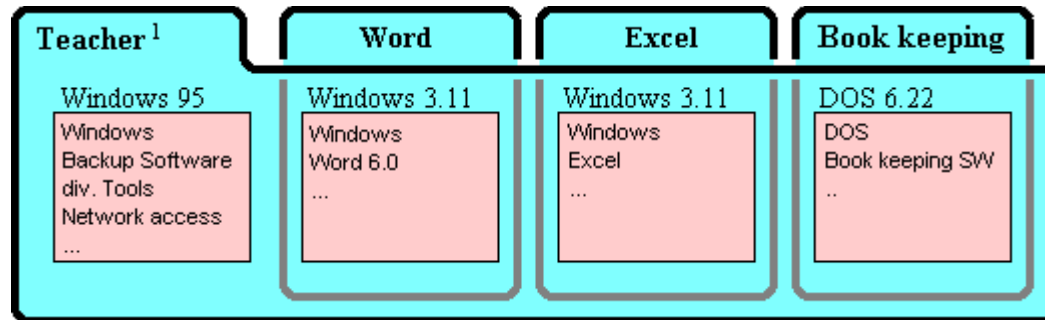 Teacher 1
Word
Excel
Book keeping
Windows 95
Windows
Backup Software
div. Tools
Network access
...
Windows 3.11
Windows
Word 6.0
...
Windows 3.11
Windows
Excel
...
DOS 6.22
DOS
Book keeping SW
..